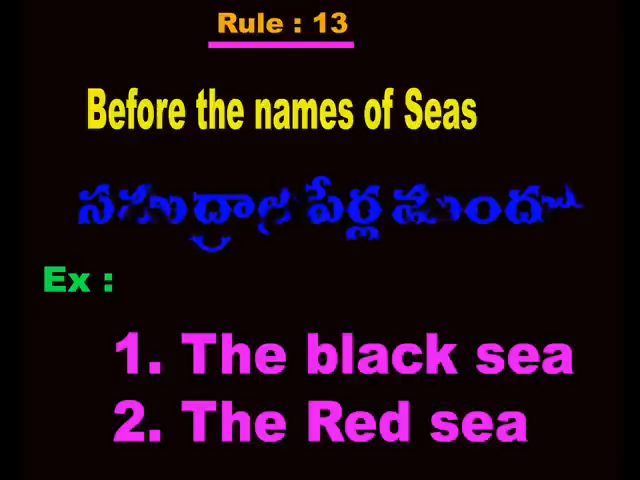 Rule : 13
Before the names of Seas
సముద్రాల పేర్ల ముందు
Ex :
1. The black sea
2. The Red sea